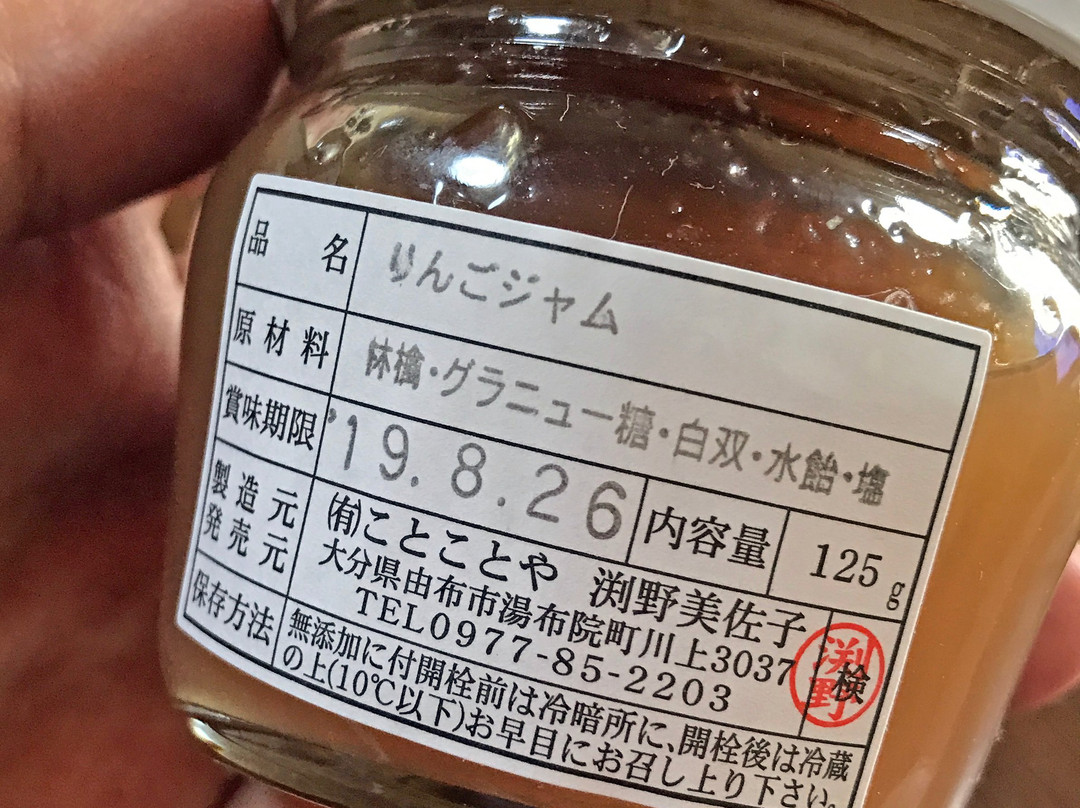 品名 りんごジャム
原材料 林檎・グラニュー糖・白双・水飴・塩
賞味期限 '19.8.26 内容量 125g
製造元
発売元
(有)ことことや 渕野美佐子
大分県由布市湯布院町川上3037
TEL0977-85-2203
検
渕野
保存方法
無添加に付開栓前は冷暗所に、開栓後は冷蔵
の上(10℃以下)お早目にお召し上り下さい。